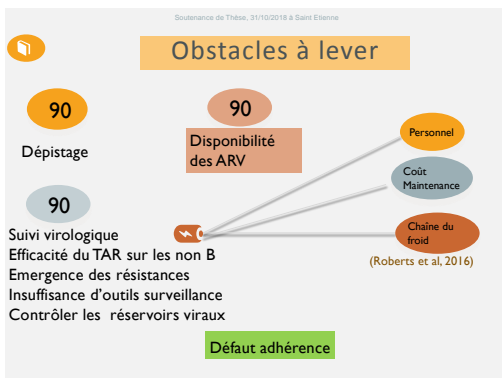 Soutenance de Thèse, 31/10/2018 à Saint Etienne
Obstacles à lever
90
Dépistage
90
Disponibilité
des ARV
90
Suivi virologique
Efficacité du TAR sur les non B
Emergence des résistances
Insuffisance d'outils surveillance
Contrôler les réservoirs viraux
Personnel
Coût
Maintenance
Chaîne du
froid
(Roberts et al, 2016)
Défaut adhérence